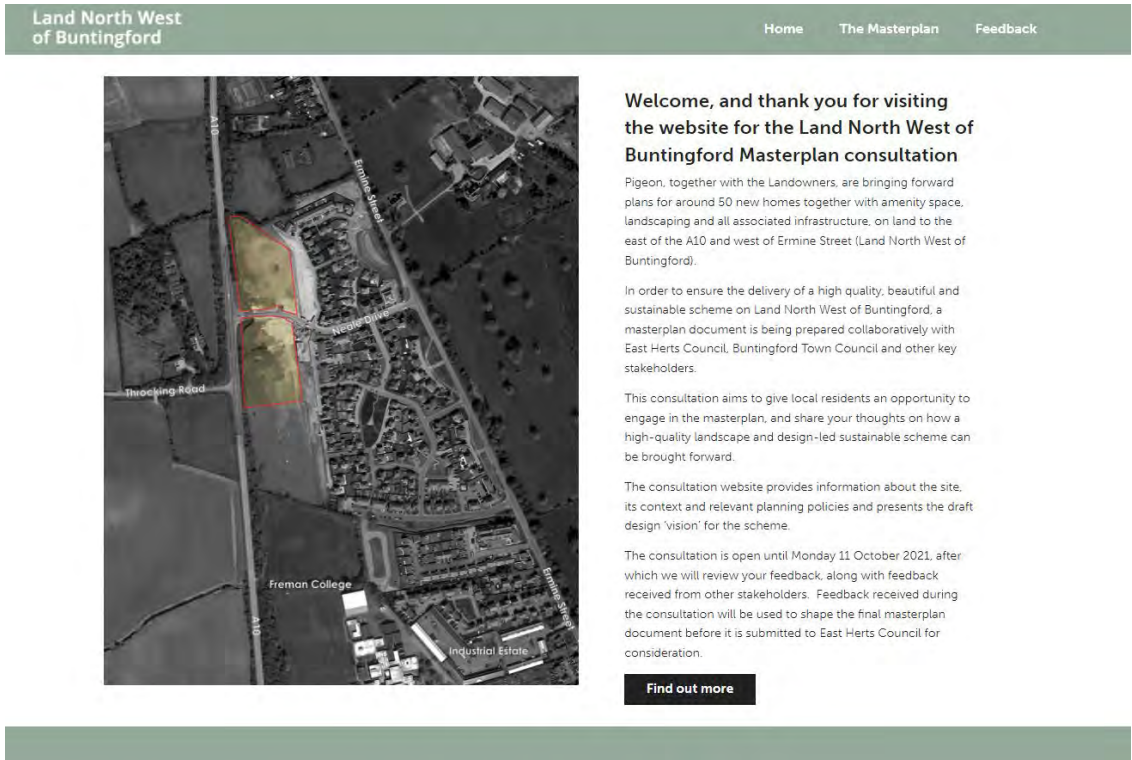 Land North West
of Buntingford
Home The Masterplan Feedback
A10
Ermine Street
Neale Drive
Throcking Road
Freman College
A10
Industrial Estate
Ermine Street
Welcome, and thank you for visiting
the website for the Land North West of
Buntingford Masterplan consultation
Pigeon, together with the Landowners, are bringing forward
plans for around 50 new homes together with amenity space,
landscaping and all associated infrastructure, on land to the
east of the A10 and west of Ermine Street (Land North West of
Buntingford).
In order to ensure the delivery of a high quality, beautiful and
sustainable scheme on Land North West of Buntingford, a
masterplan document is being prepared collaboratively with
East Herts Council, Buntingford Town Council and other key
stakeholders.
This consultation aims to give local residents an opportunity to
engage in the masterplan, and share your thoughts on how a
high-quality landscape and design-led sustainable scheme can
be brought forward.
The consultation website provides information about the site,
its context and relevant planning policies and presents the draft
design ‘vision’ for the scheme.
The consultation is open until Monday 11 October 2021, after
which we will review your feedback, along with feedback
received from other stakeholders. Feedback received during
the consultation will be used to shape the final masterplan
document before it is submitted to East Herts Council for
consideration.
Find out more